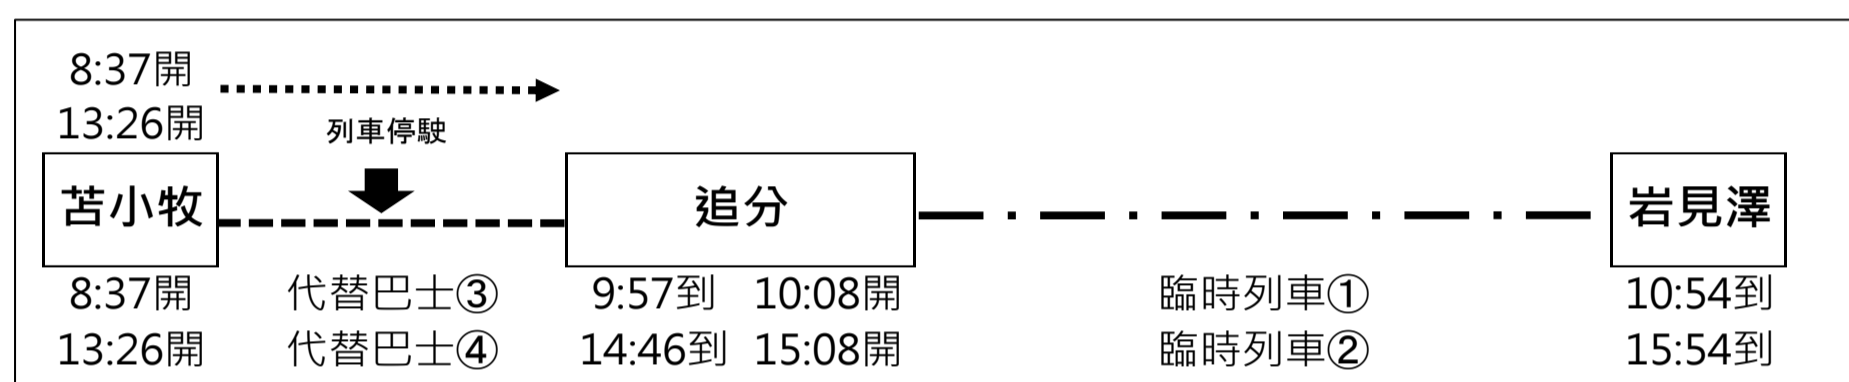 8:37開
13:26開
列車停駛
苫小牧 追分 岩見澤
8:37開 代替巴士③ 9:57到 10:08開 臨時列車① 10:54到
13:26開 代替巴士④ 14:46到 15:08開 臨時列車② 15:54到